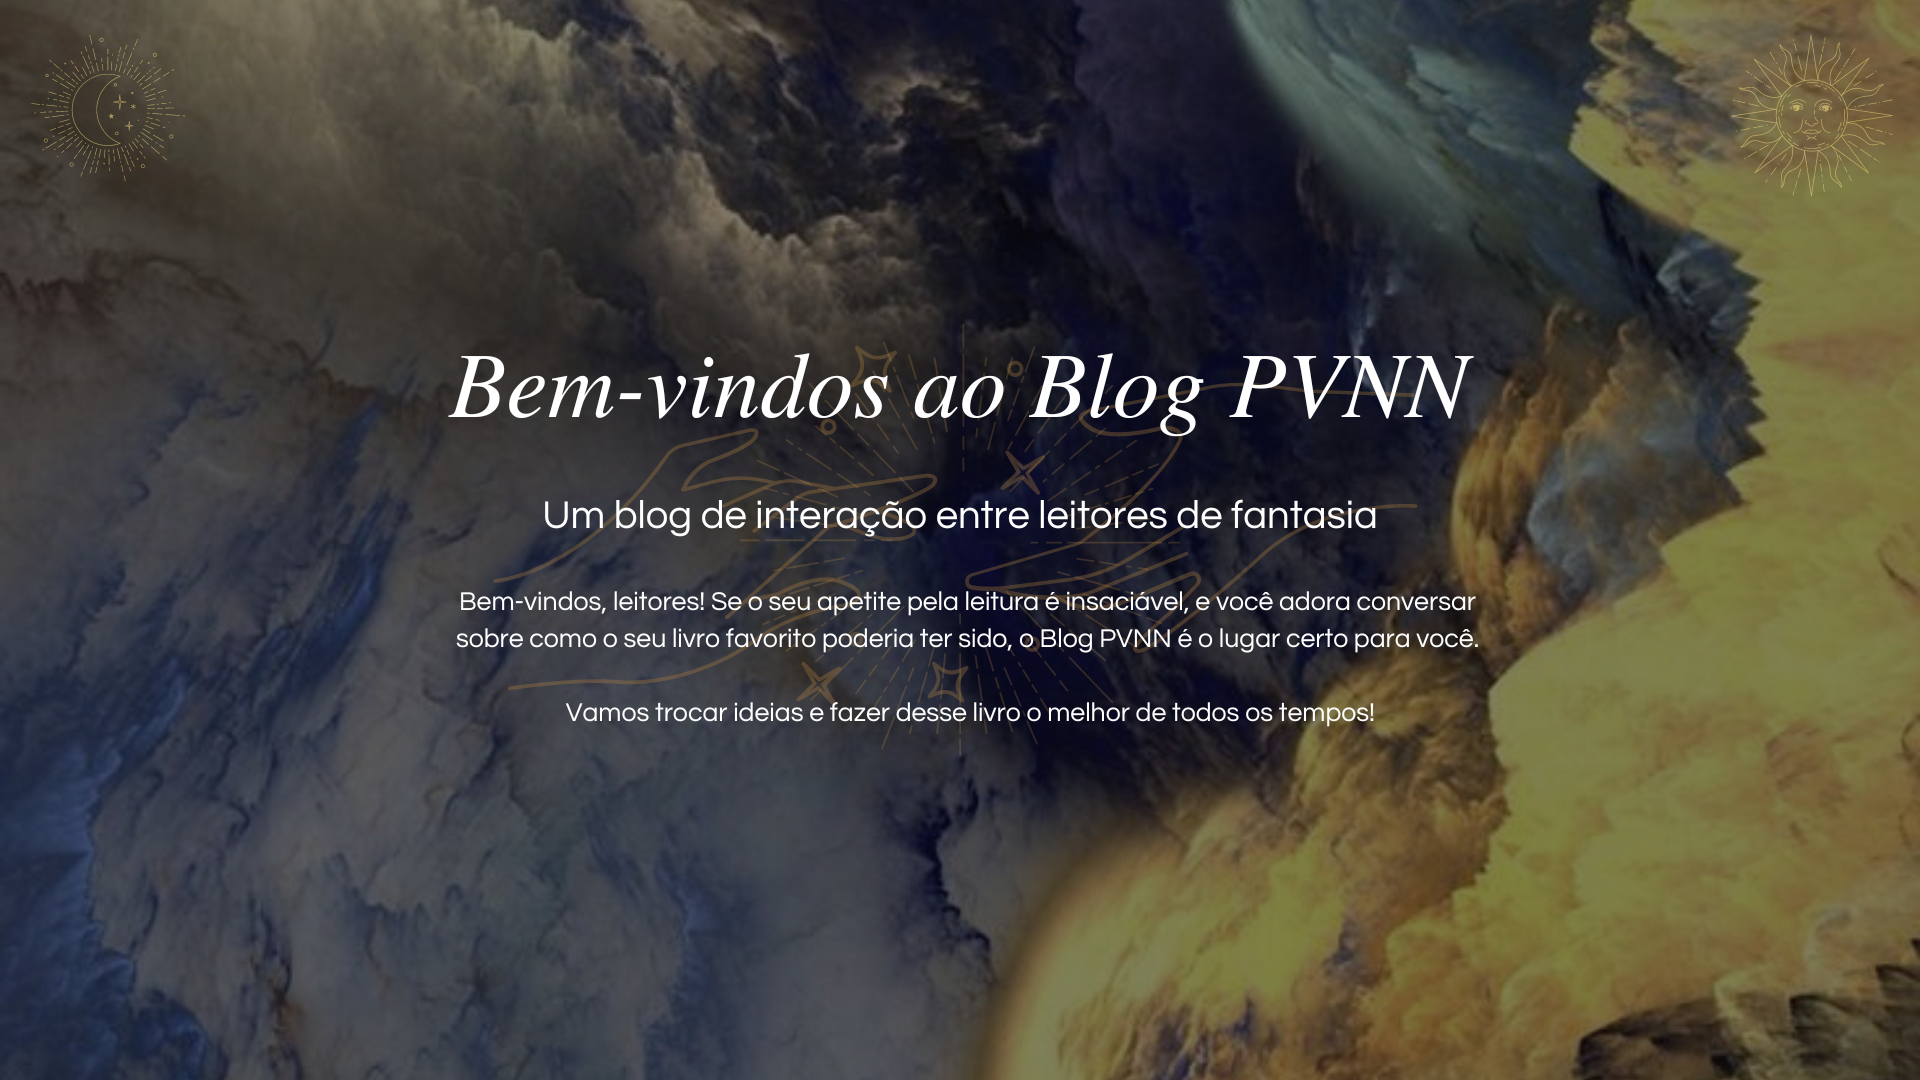 Bem-vindos ao Blog PVNN
Um blog de interação entre leitores de fantasia
Bem-vindos, leitores! Se o seu apetite pela leitura é insaciável, e você adora conversar
sobre como o seu livro favorito poderia ter sido, o Blog PVNN é o lugar certo para você.
Vamos trocar ideias e fazer desse livro o melhor de todos os tempos!